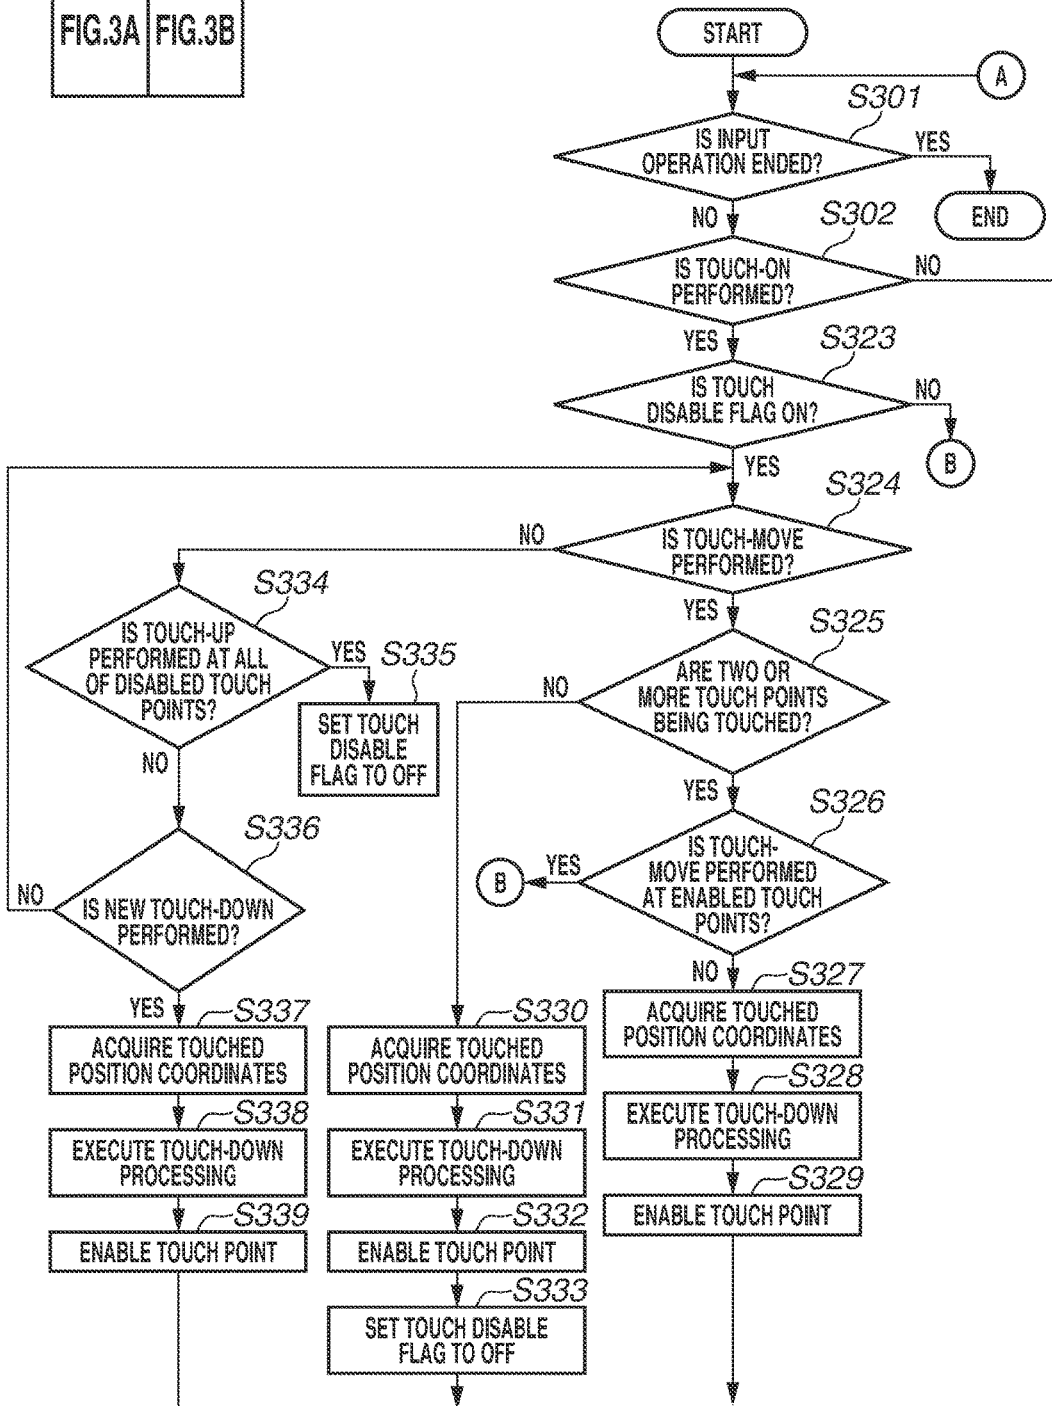 FIG.3A FIG.3B
START
A
S301
IS INPUT
OPERATION ENDED?
YES
END
NO
S302
IS TOUCH-ON
PERFORMED?
NO
YES
S323
IS TOUCH
DISABLE FLAG ON?
NO
B
YES
S324
IS TOUCH-MOVE
PERFORMED?
NO
YES
S334
IS TOUCH-UP
PERFORMED AT ALL
OF DISABLED TOUCH
POINTS?
YES
S335
SET TOUCH
DISABLE
FLAG TO OFF
NO
S325
ARE TWO OR
MORE TOUCH POINTS
BEING TOUCHED?
NO
YES
S326
IS TOUCH-
MOVE PERFORMED
AT ENABLED TOUCH
POINTS?
YES
B
NO
S336
IS NEW TOUCH-DOWN
PERFORMED?
NO
YES
S337
ACQUIRE TOUCHED
POSITION COORDINATES
S338
EXECUTE TOUCH-DOWN
PROCESSING
S339
ENABLE TOUCH POINT
S330
ACQUIRE TOUCHED
POSITION COORDINATES
S331
EXECUTE TOUCH-DOWN
PROCESSING
S332
ENABLE TOUCH POINT
S333
SET TOUCH DISABLE
FLAG TO OFF
S327
ACQUIRE TOUCHED
POSITION COORDINATES
S328
EXECUTE TOUCH-DOWN
PROCESSING
S329
ENABLE TOUCH POINT